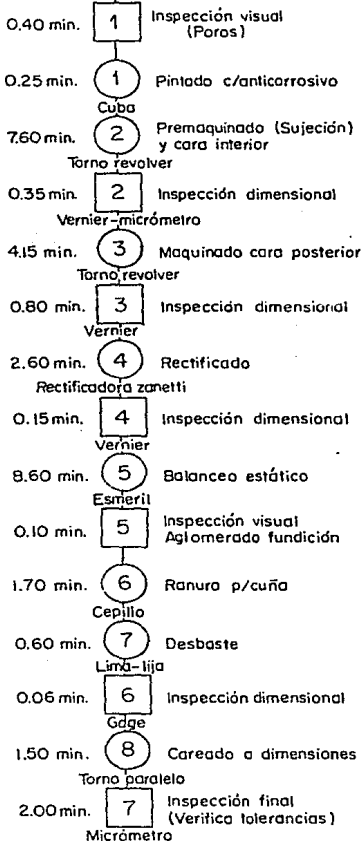 0.40 min. 1 Inspección visual
(Poros)
0.25 min. 1 Pintado c/anticorrosivo
Cuba
7.60 min. 2 Premaquinado (Sujeción)
y cara interior
Torno revolver
0.35 min. 2 Inspección dimensional
Vernier-micrómetro
4.15 min. 3 Maquinado cara posterior
Torno revolver
0.80 min. 3 Inspección dimensional
Vernier
2.60 min. 4 Rectificado
Rectificadora zanetti
0.15 min. 4 Inspección dimensional
Vernier
8.60 min. 5 Balanceo estático
Esmeril
0.10 min. 5 Inspección visual
Aglomerado fundición
1.70 min. 6 Ranura p/cuña
Cepillo
0.60 min. 7 Desbaste
Lima-lija
0.06 min. 6 Inspección dimensional
Gage
1.50 min. 8 Careado a dimensiones
Torno paralelo
2.00 min. 7 Inspección final
(Verifica tolerancias)
Micrómetro